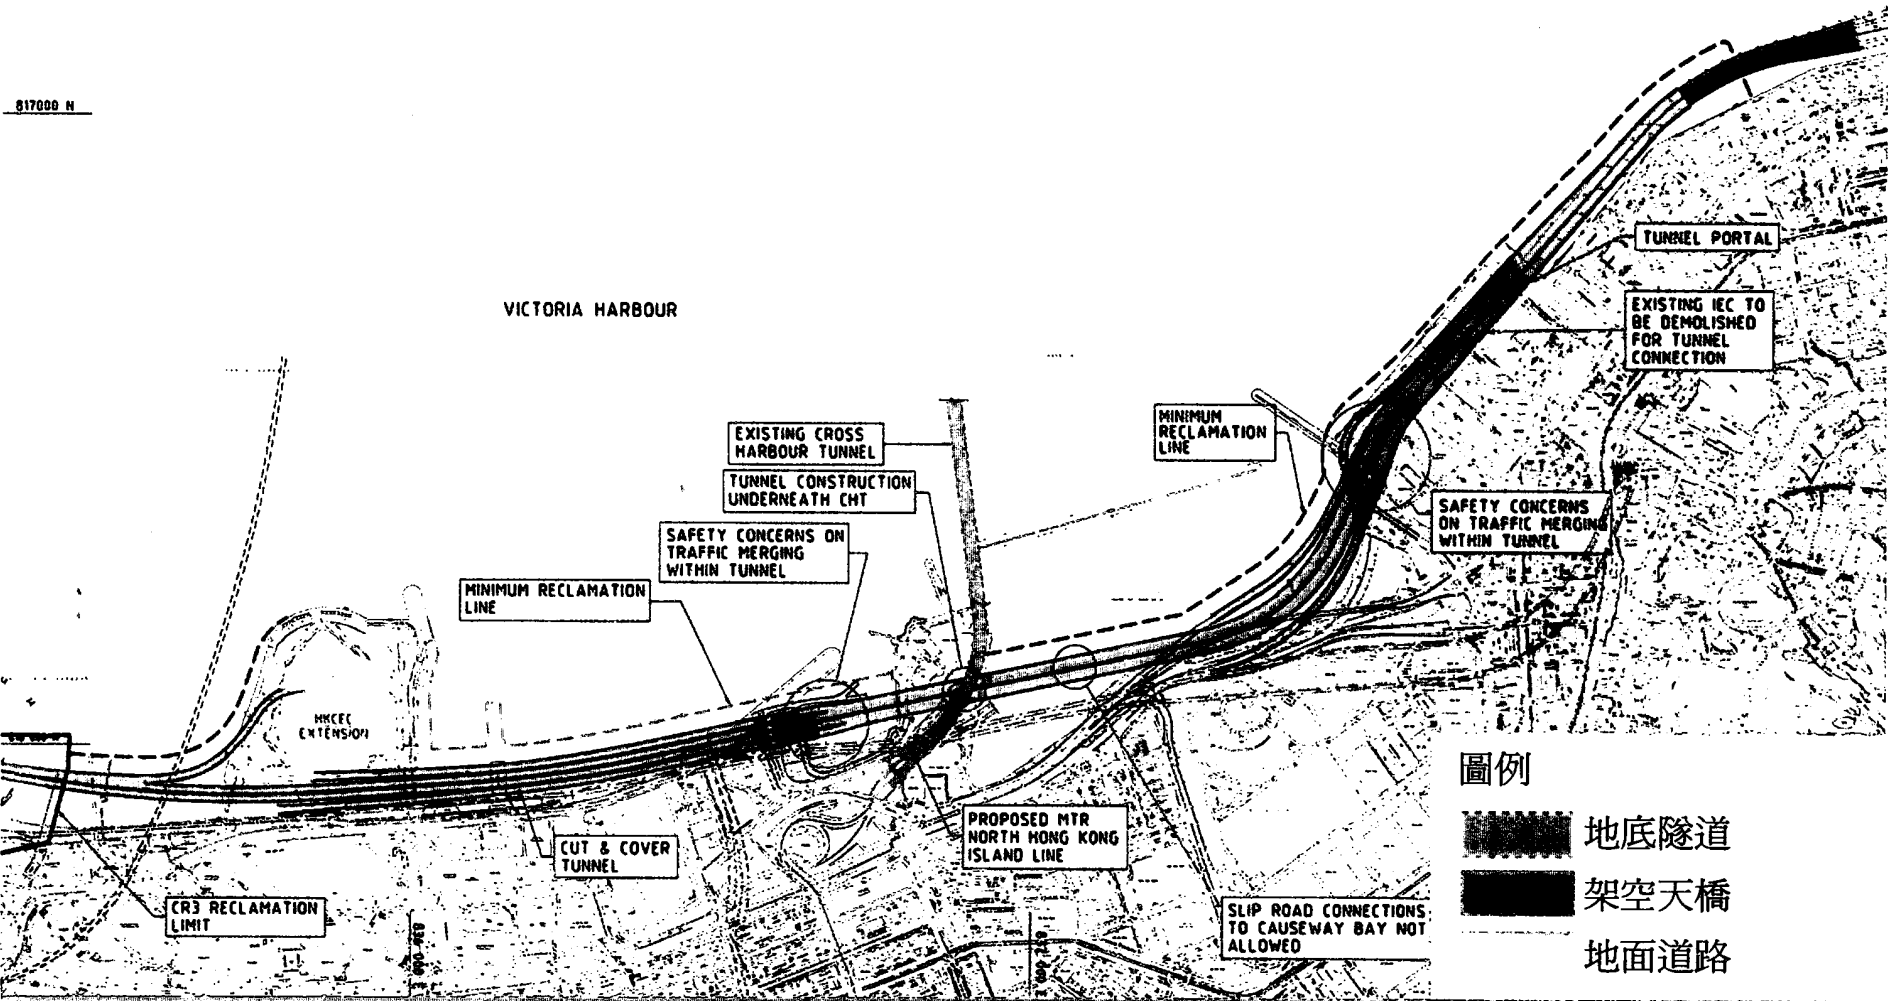 817000 N
TUNNEL PORTAL
EXISTING IEC TO
BE DEMOLISHED
FOR TUNNEL
CONNECTION
VICTORIA HARBOUR
MINIMUM
RECLAMATION
LINE
EXISTING CROSS
HARBOUR TUNNEL
TUNNEL CONSTRUCTION
UNDERNEATH CHT
SAFETY CONCERNS
ON TRAFFIC MERGING
WITHIN TUNNEL
SAFETY CONCERNS ON
TRAFFIC MERGING
WITHIN TUNNEL
MINIMUM RECLAMATION
LINE
HKCEC
EXTENSION
PROPOSED MTR
NORTH HONG KONG
ISLAND LINE
CUT & COVER
TUNNEL
CR3 RECLAMATION
LIMIT
SLIP ROAD CONNECTIONS
TO CAUSEWAY BAY NOT
ALLOWED
圖例
地底隧道
架空天橋
地面道路